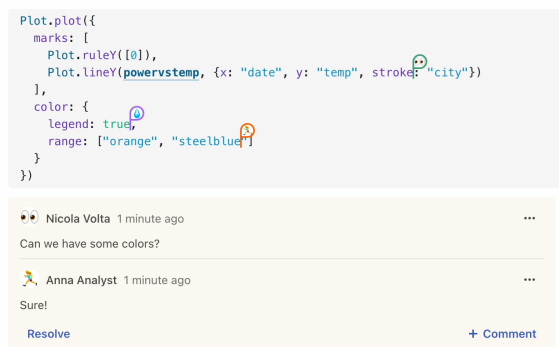 Plot.plot({
  marks: [
    Plot.ruleY([0]),
    Plot.lineY(powervstemp, {x: "date", y: "temp", stroke: "city"})
  ],
  color: {
    legend: true,
    range: ["orange", "steelblue"]
  }
})
Nicola Volta 1 minute ago
Can we have some colors?
Anna Analyst 1 minute ago
Sure!
Resolve + Comment